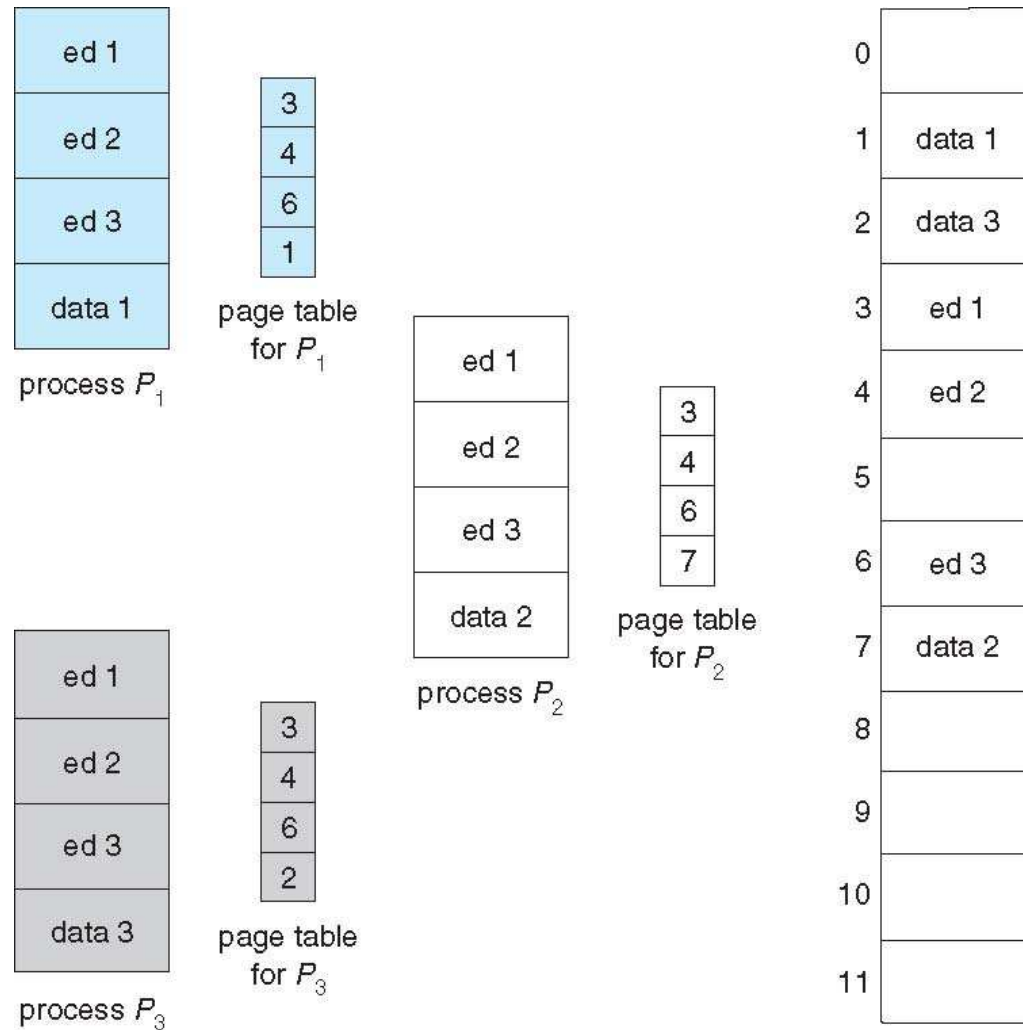 ed 1
ed 2
ed 3
data 1
process P1
3
4
6
1
page table
for P1
ed 1
ed 2
ed 3
data 2
process P2
3
4
6
7
page table
for P2
ed 1
ed 2
ed 3
data 3
process P3
3
4
6
2
page table
for P3
0
1 data 1
2 data 3
3 ed 1
4 ed 2
5
6 ed 3
7 data 2
8
9
10
11